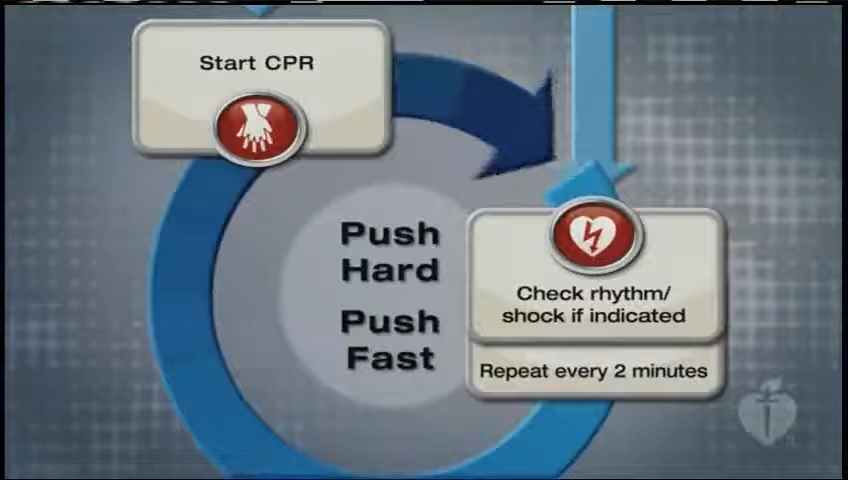 Start CPR
Push
Hard
Push
Fast
Check rhythm/
shock if indicated
Repeat every 2 minutes